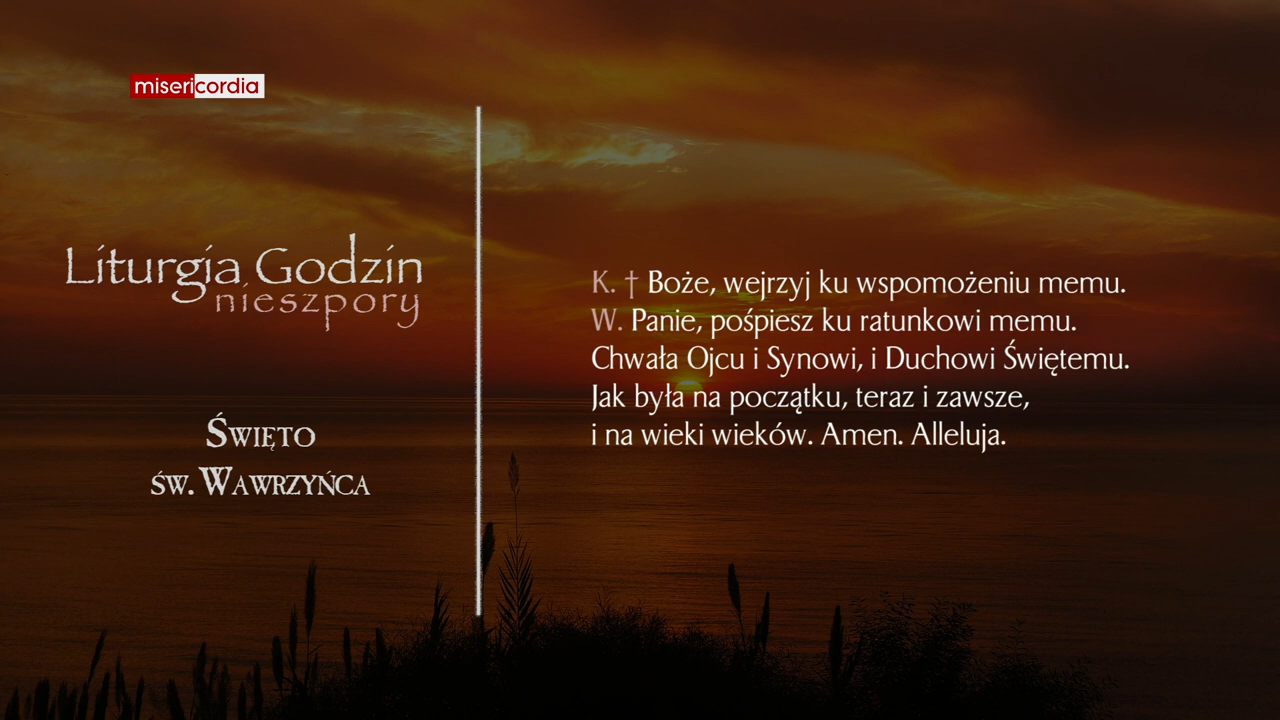 misericordia
Liturgia Godzin
nieszpory
Święto
św. Wawrzyńca
K. † Boże, wejrzyj ku wspomożeniu memu.
W. Panie, pośpiesz ku ratunkowi memu.
Chwała Ojcu i Synowi, i Duchowi Świętemu.
Jak była na początku, teraz i zawsze,
i na wieki wieków. Amen. Alleluja.